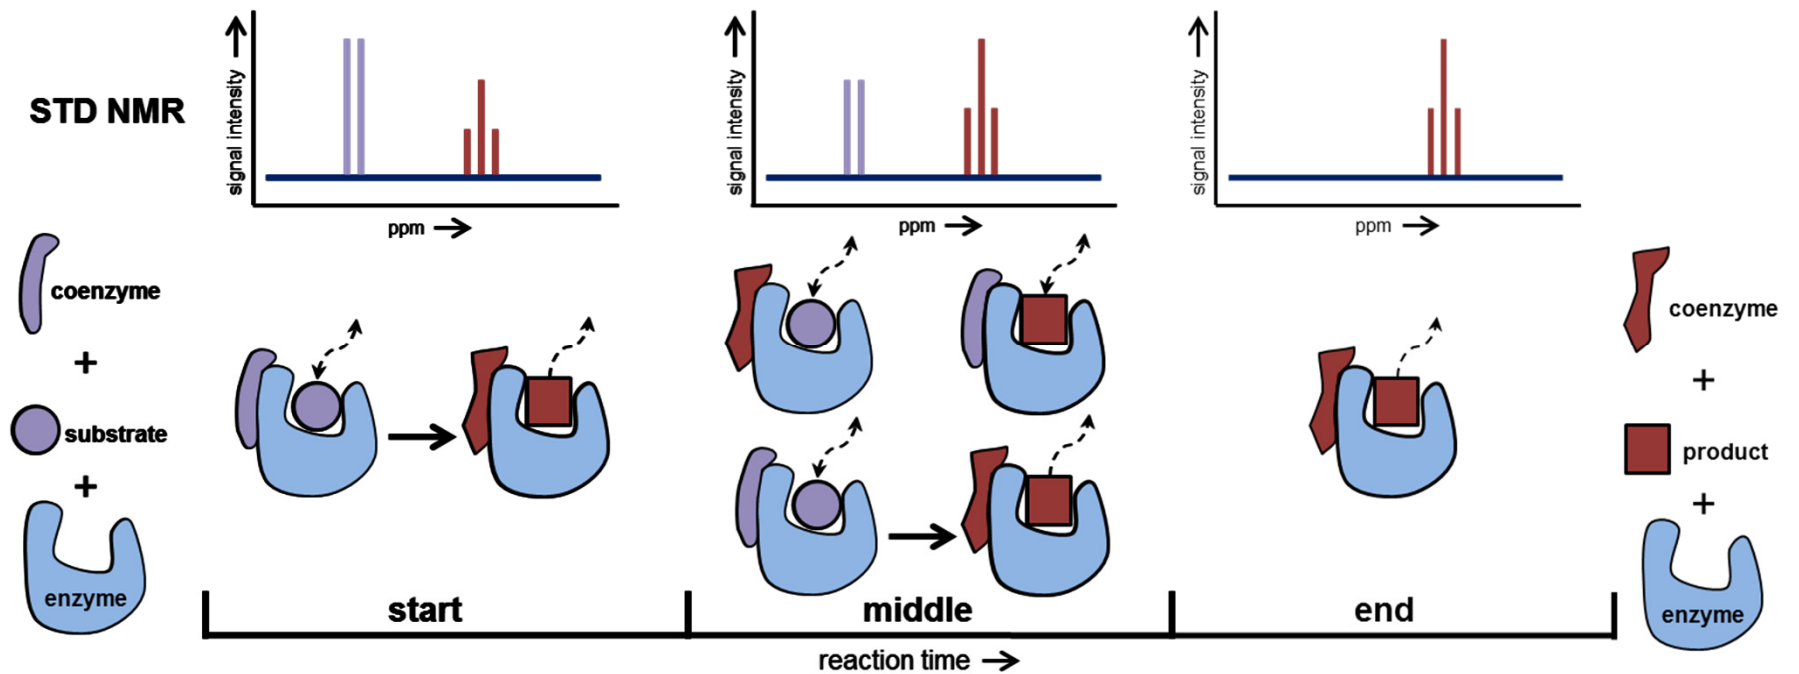 STD NMR
signal intensity
ppm
signal intensity
ppm
signal intensity
ppm
coenzyme
+
substrate
+
enzyme
coenzyme
+
product
+
enzyme
start
middle
end
reaction time